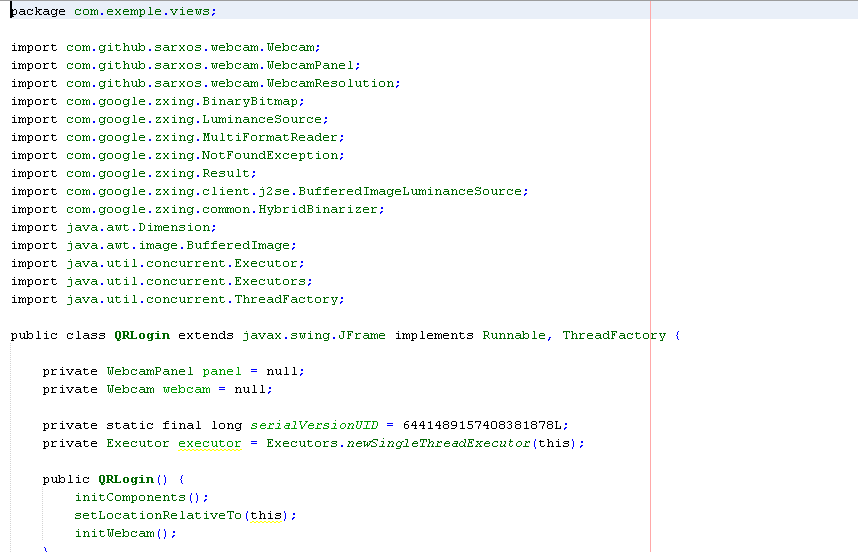 package com.exemple.views;
import com.github.sarxos.webcam.Webcam;
import com.github.sarxos.webcam.WebcamPanel;
import com.github.sarxos.webcam.WebcamResolution;
import com.google.zxing.BinaryBitmap;
import com.google.zxing.LuminanceSource;
import com.google.zxing.MultiFormatReader;
import com.google.zxing.NotFoundException;
import com.google.zxing.Result;
import com.google.zxing.client.j2se.BufferedImageLuminanceSource;
import com.google.zxing.common.HybridBinarizer;
import java.awt.Dimension;
import java.awt.image.BufferedImage;
import java.util.concurrent.Executor;
import java.util.concurrent.Executors;
import java.util.concurrent.ThreadFactory;
public class QRLogin extends javax.swing.JFrame implements Runnable, ThreadFactory {
private WebcamPanel panel = null;
private Webcam webcam = null;
private static final long serialVersionUID = 6441489157408381878L;
private Executor executor = Executors.newSingleThreadExecutor(this);
public QRLogin() {
initComponents();
setLocationRelativeTo(this);
initWebcam();
}